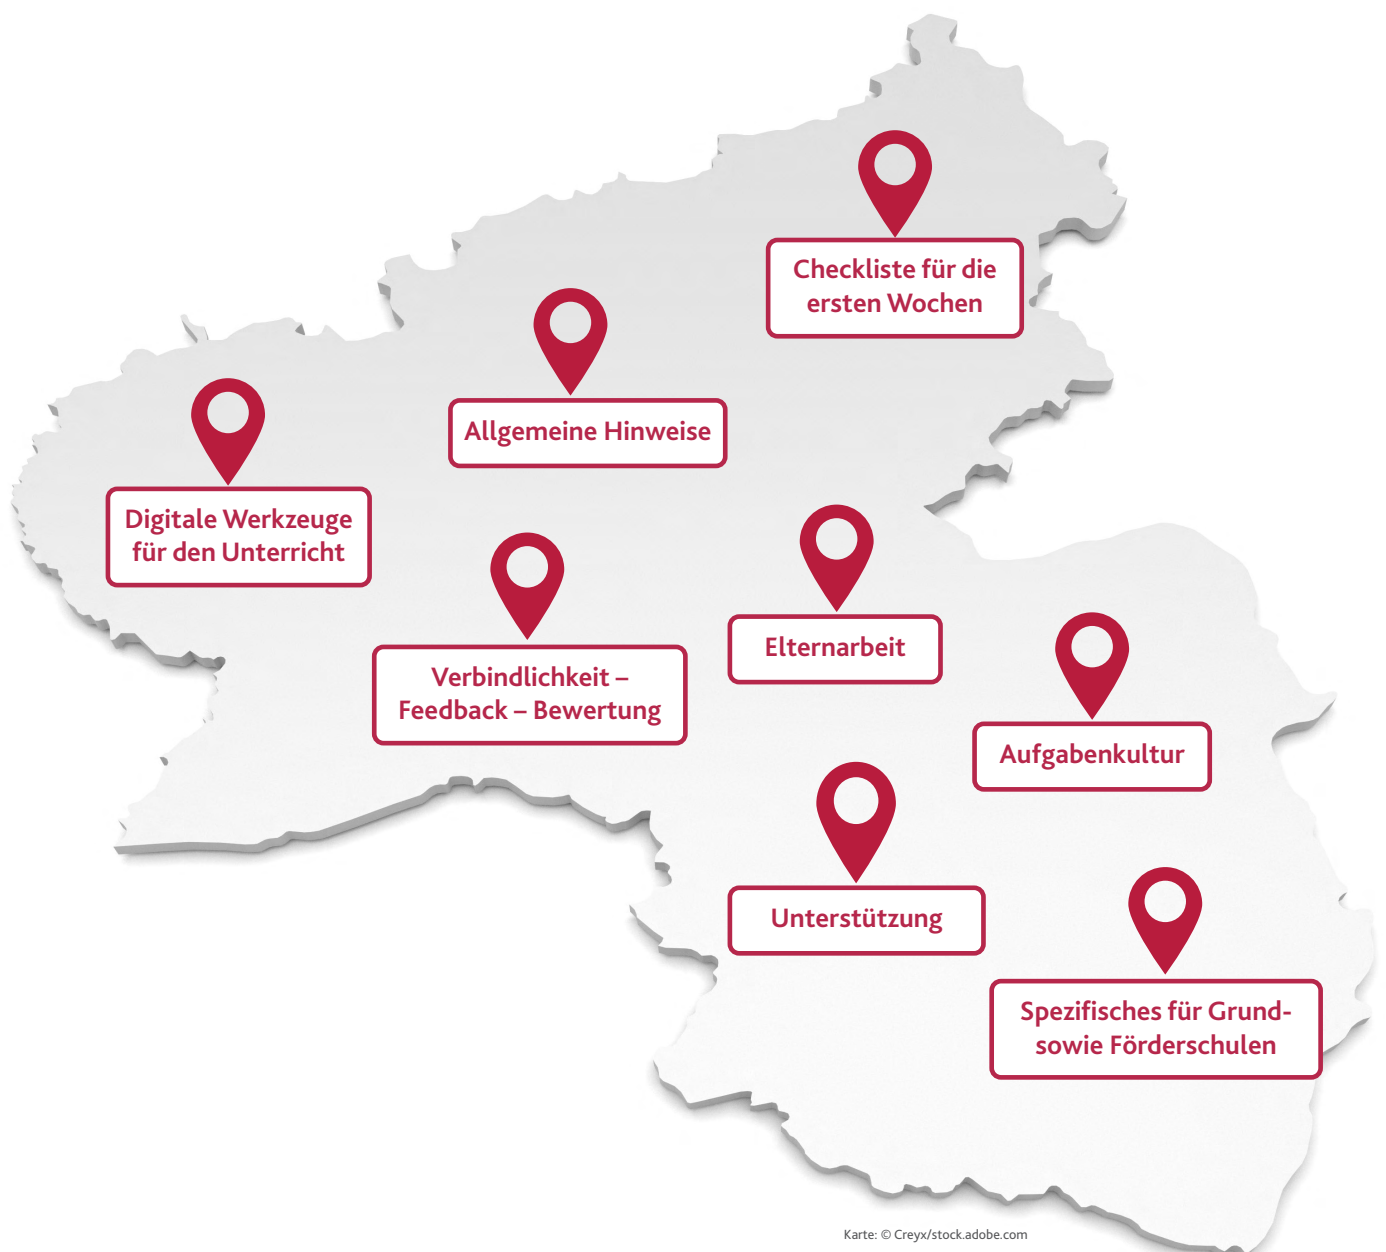 Checkliste für die
ersten Wochen
Allgemeine Hinweise
Digitale Werkzeuge
für den Unterricht
Elternarbeit
Verbindlichkeit –
Feedback – Bewertung
Aufgabenkultur
Unterstützung
Spezifisches für Grund-
sowie Förderschulen
Karte: © Creyx/stock.adobe.com